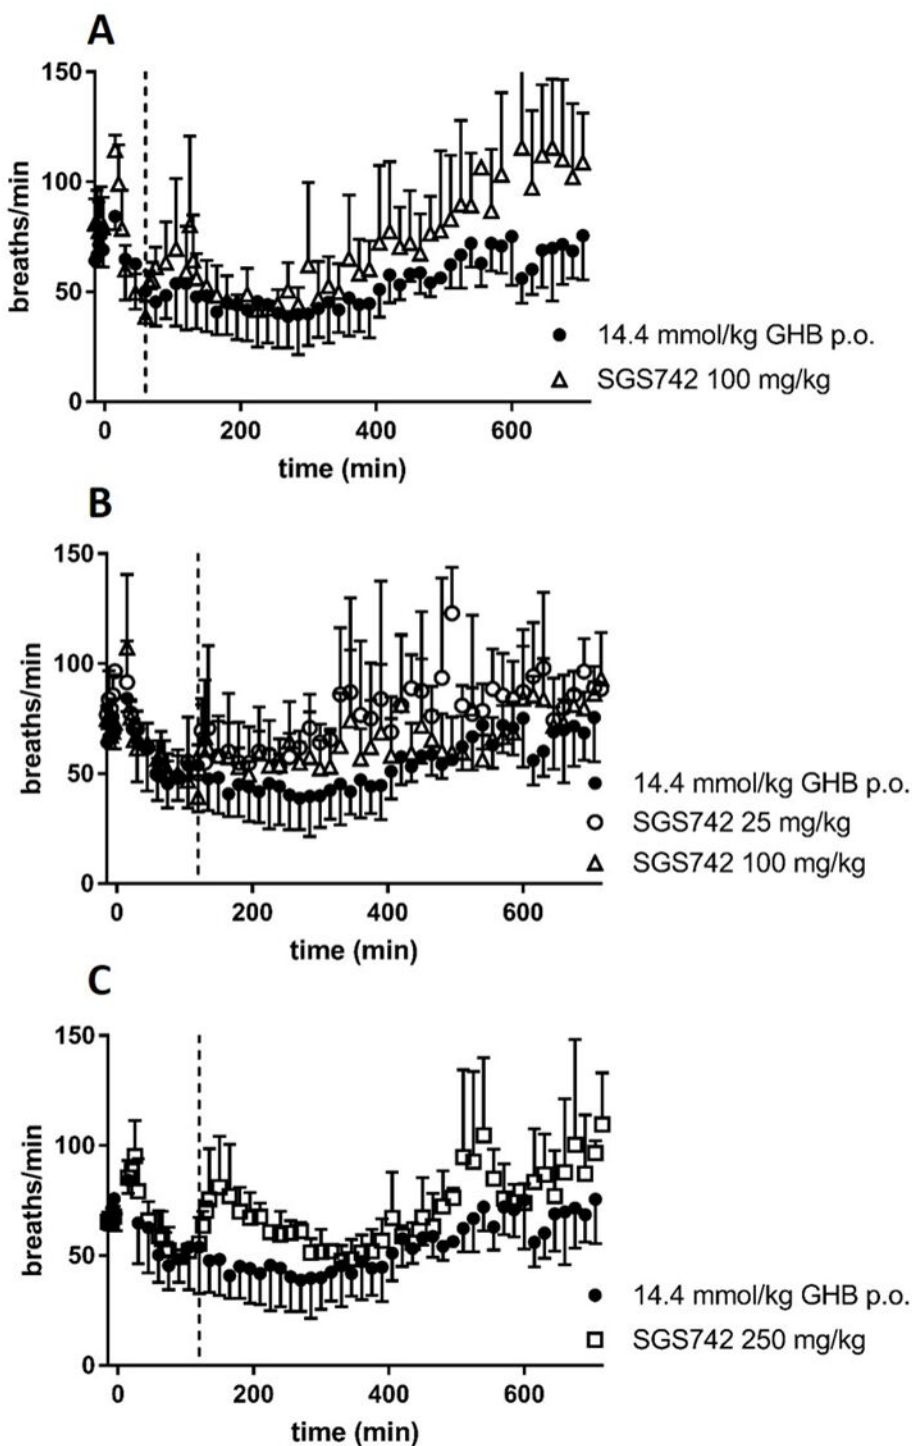 A
150
100
50
0
breaths/min
0 200 400 600
time (min)
14.4 mmol/kg GHB p.o.
SGS742 100 mg/kg
B
150
100
50
0
breaths/min
0 200 400 600
time (min)
14.4 mmol/kg GHB p.o.
SGS742 25 mg/kg
SGS742 100 mg/kg
C
150
100
50
0
breaths/min
0 200 400 600
time (min)
14.4 mmol/kg GHB p.o.
SGS742 250 mg/kg